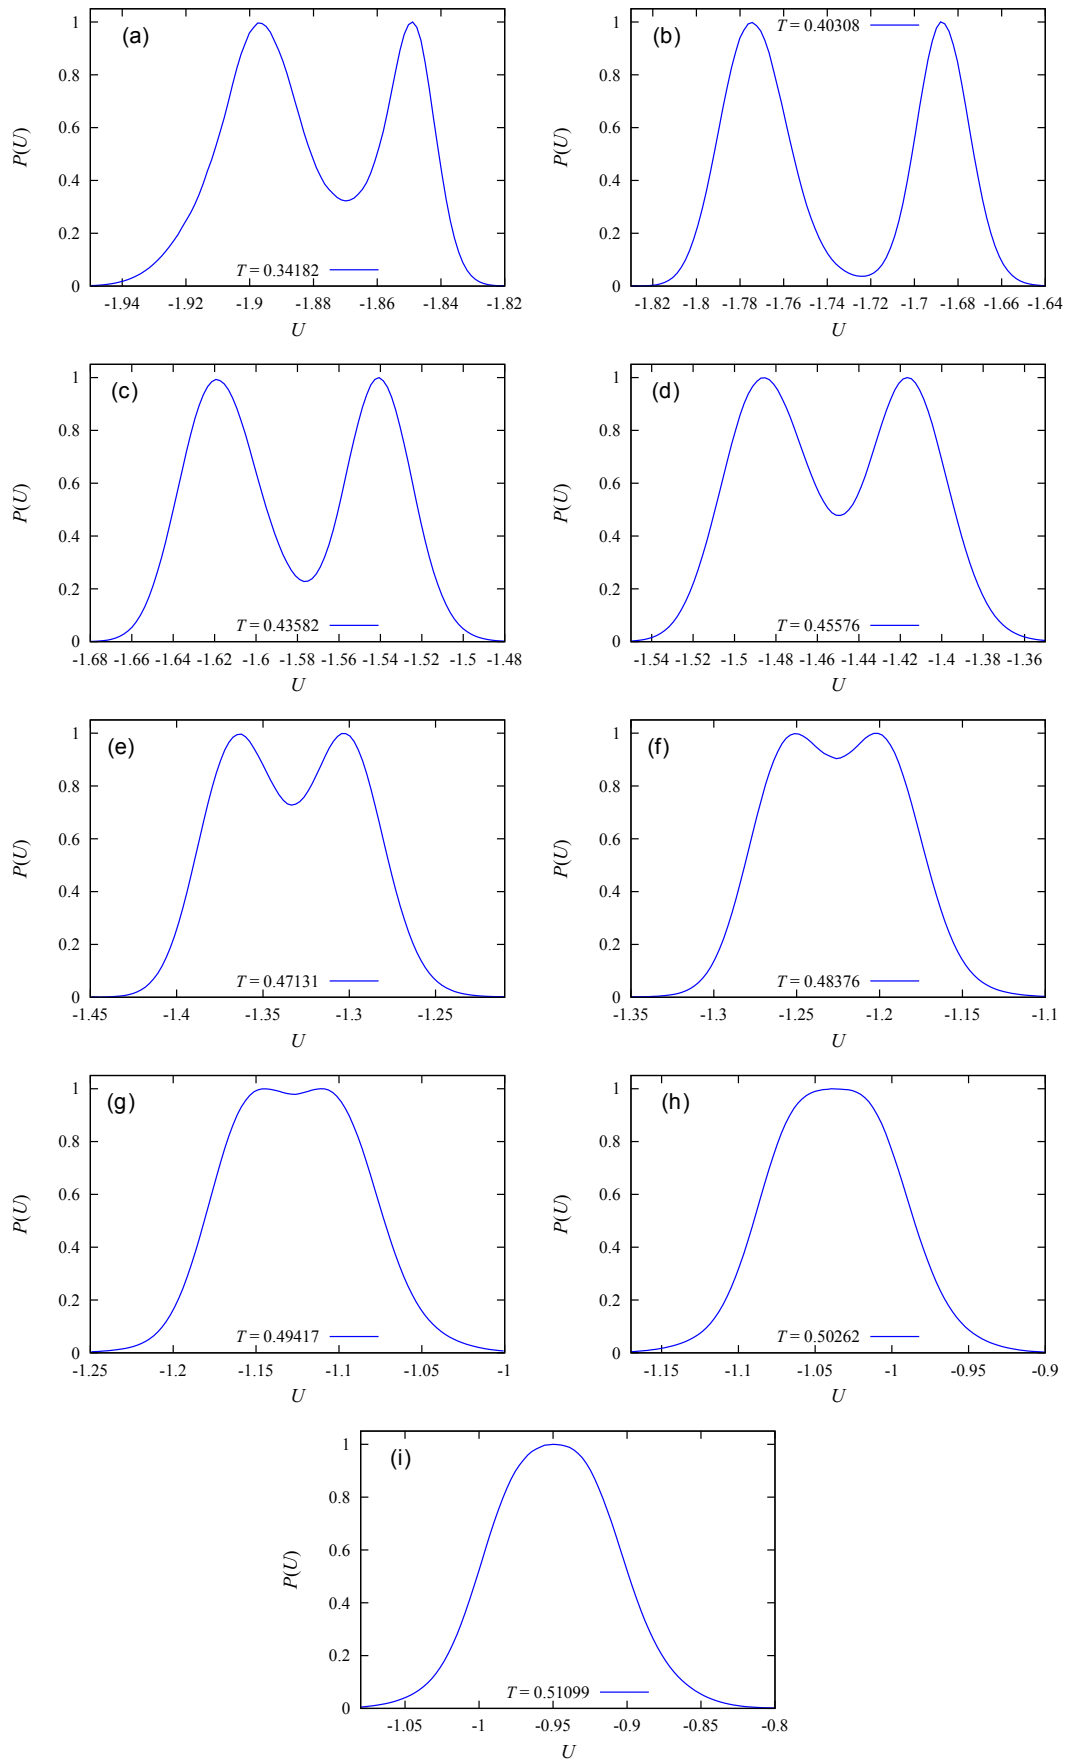 (a)
P(U)
1
0.8
0.6
0.4
0.2
0
T = 0.34182
-1.94 -1.92 -1.9 -1.88 -1.86 -1.84 -1.82
U
(b)
P(U)
1
0.8
0.6
0.4
0.2
0
T = 0.40308
-1.82 -1.8 -1.78 -1.76 -1.74 -1.72 -1.7 -1.68 -1.66 -1.64
U
(c)
P(U)
1
0.8
0.6
0.4
0.2
0
T = 0.43582
-1.68 -1.66 -1.64 -1.62 -1.6 -1.58 -1.56 -1.54 -1.52 -1.5 -1.48
U
(d)
P(U)
1
0.8
0.6
0.4
0.2
0
T = 0.45576
-1.54 -1.52 -1.5 -1.48 -1.46 -1.44 -1.42 -1.4 -1.38 -1.36
U
(e)
P(U)
1
0.8
0.6
0.4
0.2
0
T = 0.47131
-1.45 -1.4 -1.35 -1.3 -1.25
U
(f)
P(U)
1
0.8
0.6
0.4
0.2
0
T = 0.48376
-1.35 -1.3 -1.25 -1.2 -1.15 -1.1
U
(g)
P(U)
1
0.8
0.6
0.4
0.2
0
T = 0.49417
-1.25 -1.2 -1.15 -1.1 -1.05 -1
U
(h)
P(U)
1
0.8
0.6
0.4
0.2
0
T = 0.50262
-1.15 -1.1 -1.05 -1 -0.95 -0.9
U
(i)
P(U)
1
0.8
0.6
0.4
0.2
0
T = 0.51099
-1.05 -1 -0.95 -0.9 -0.85 -0.8
U